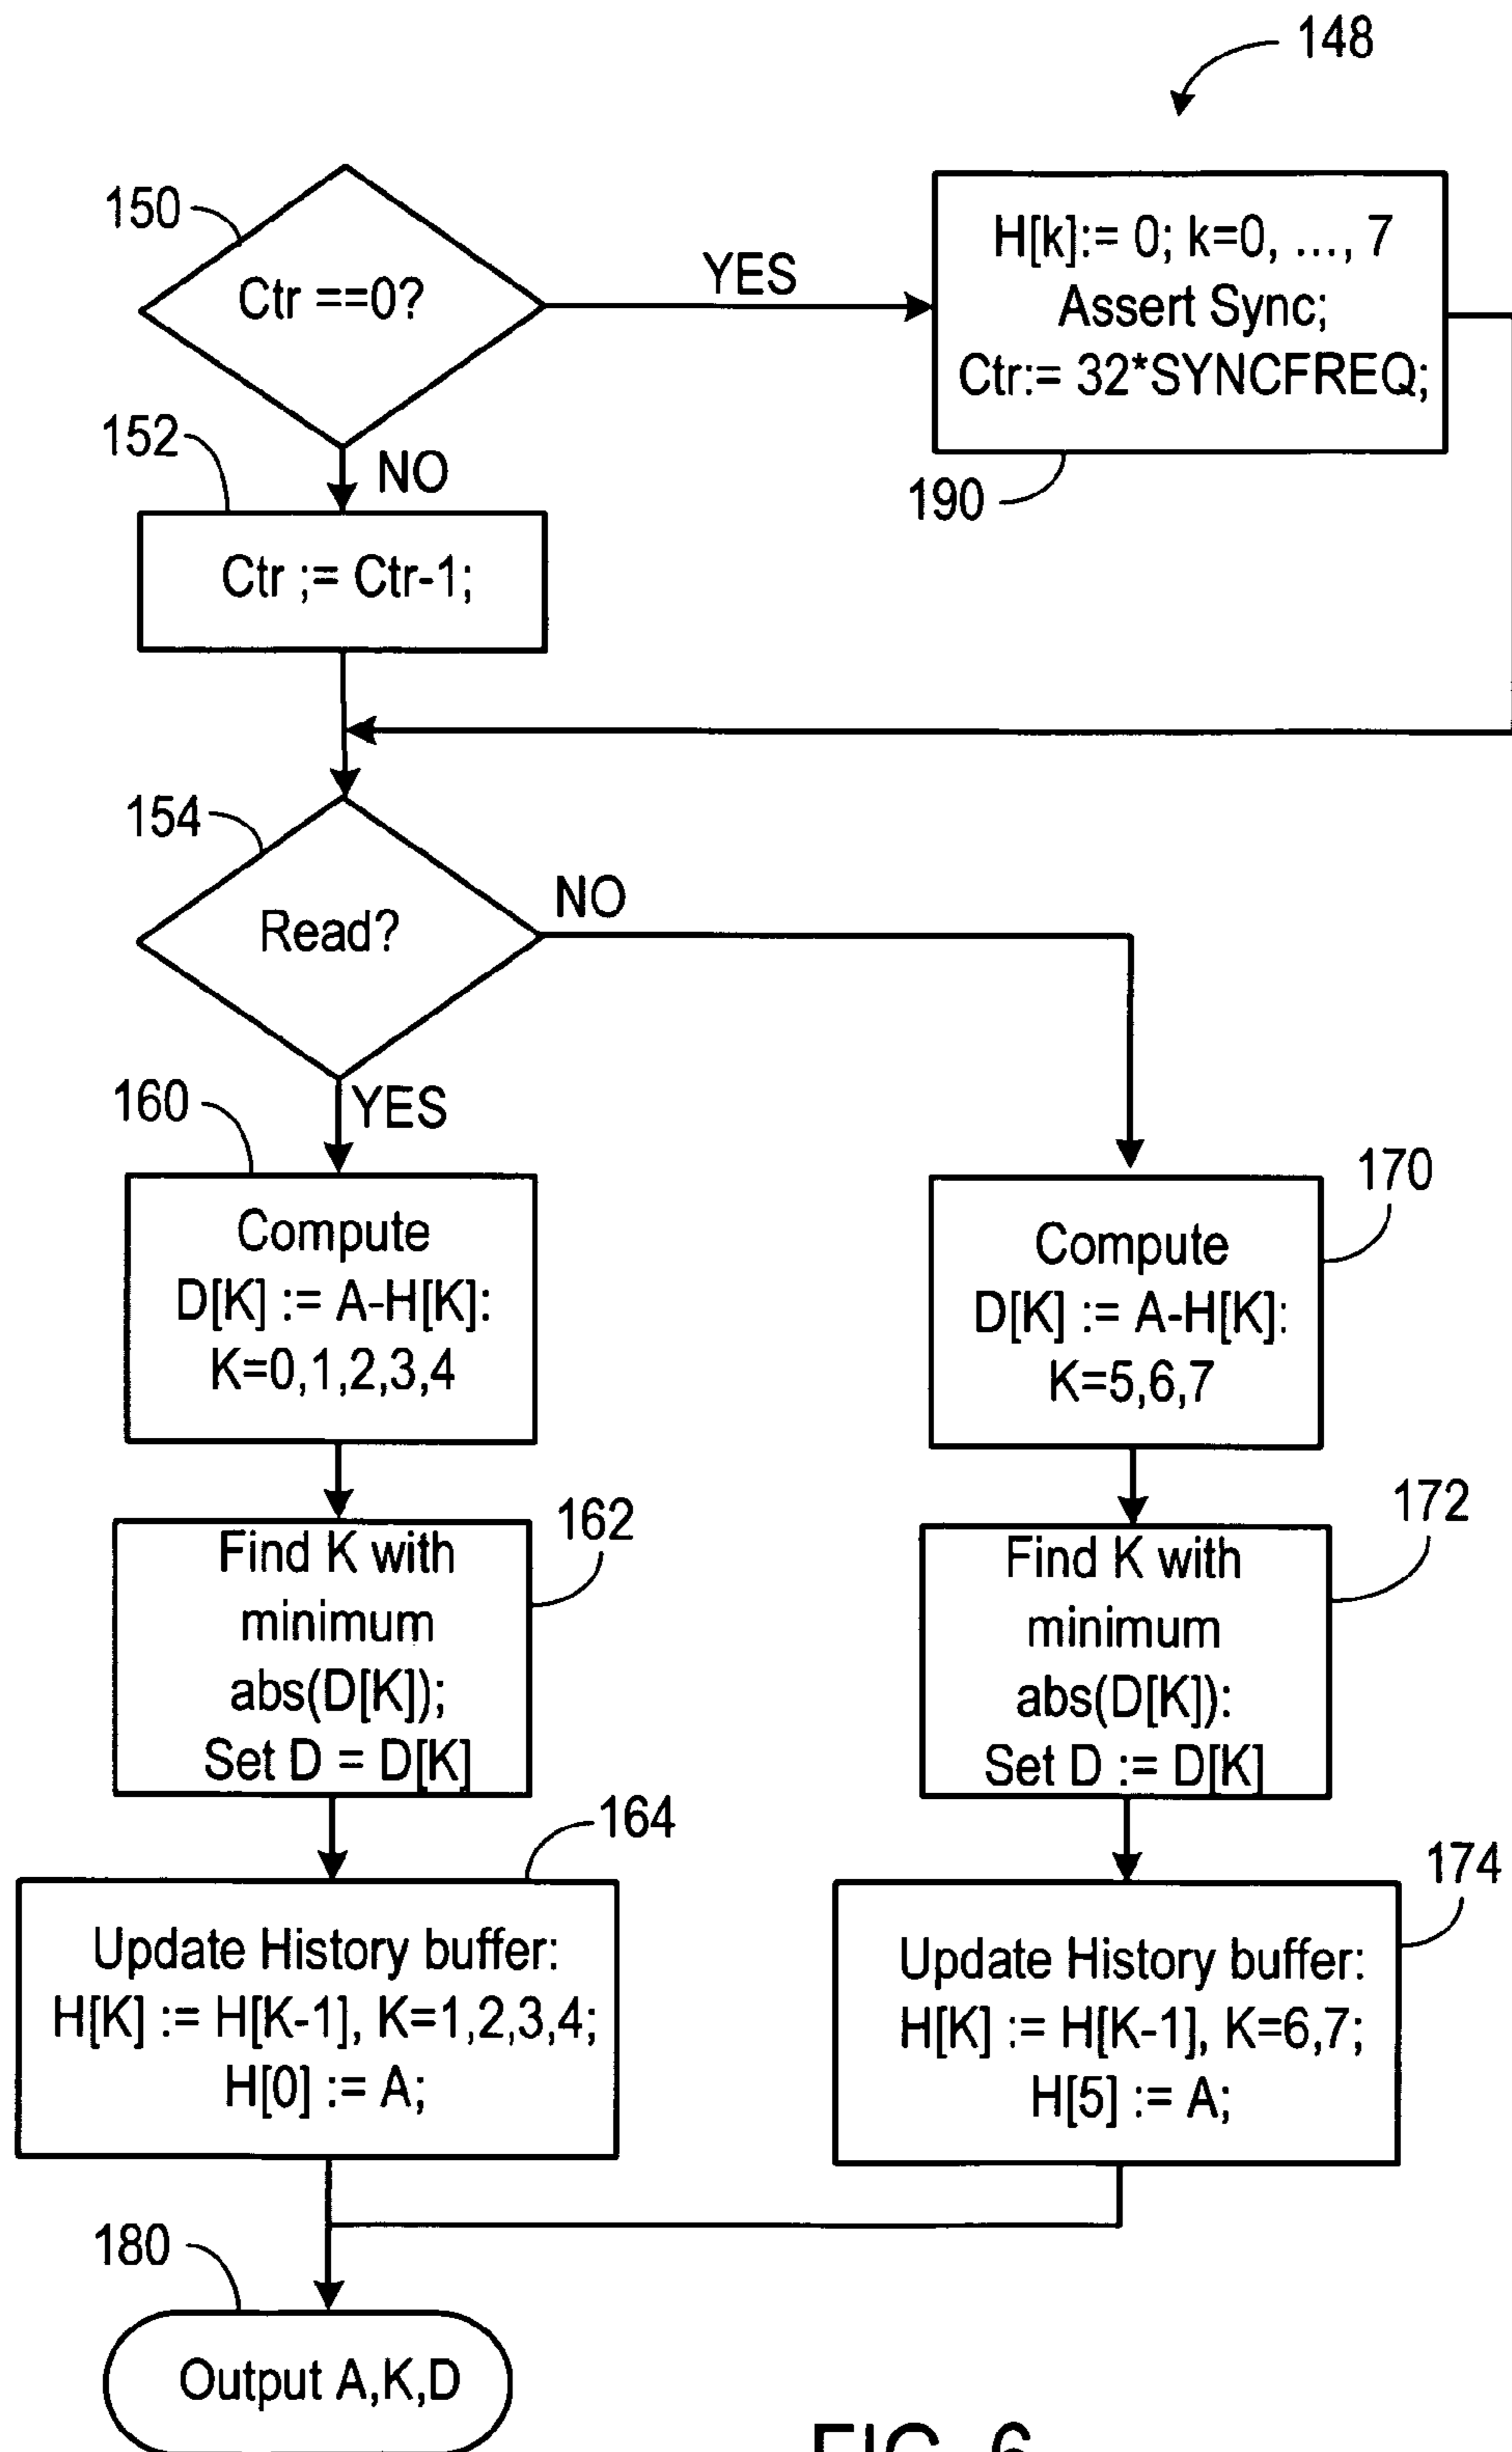 148
150
Ctr ==0?
YES
H[k]:= 0; k=0, ..., 7
Assert Sync;
Ctr:= 32*SYNCFREQ;
190
NO
152
Ctr ;= Ctr-1;
154
Read?
NO
YES
160
Compute
D[K] := A-H[K]:
K=0,1,2,3,4
170
Compute
D[K] := A-H[K]:
K=5,6,7
162
Find K with
minimum
abs(D[K]);
Set D = D[K]
172
Find K with
minimum
abs(D[K]):
Set D := D[K]
164
Update History buffer:
H[K] := H[K-1], K=1,2,3,4;
H[0] := A;
174
Update History buffer:
H[K] := H[K-1], K=6,7;
H[5] := A;
180
Output A,K,D
FIG. 6